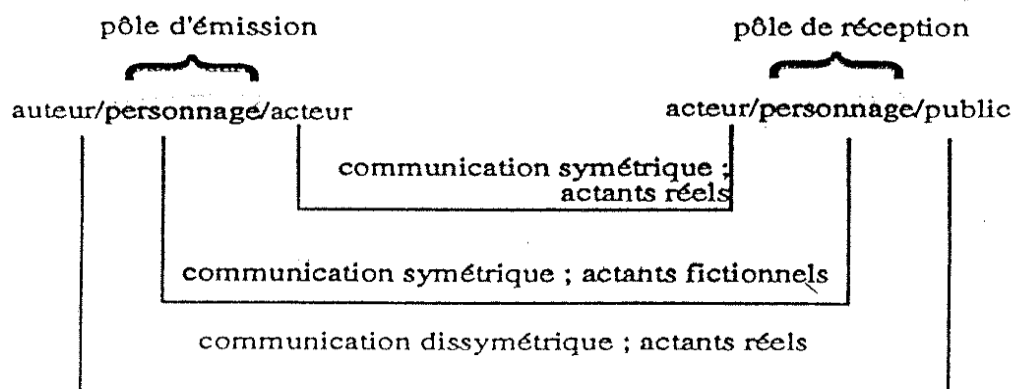 pôle d'émission pôle de réception
auteur/personnage/acteur acteur/personnage/public
communication symétrique ;
actants réels
communication symétrique ; actants fictionnels
communication dissymétrique ; actants réels